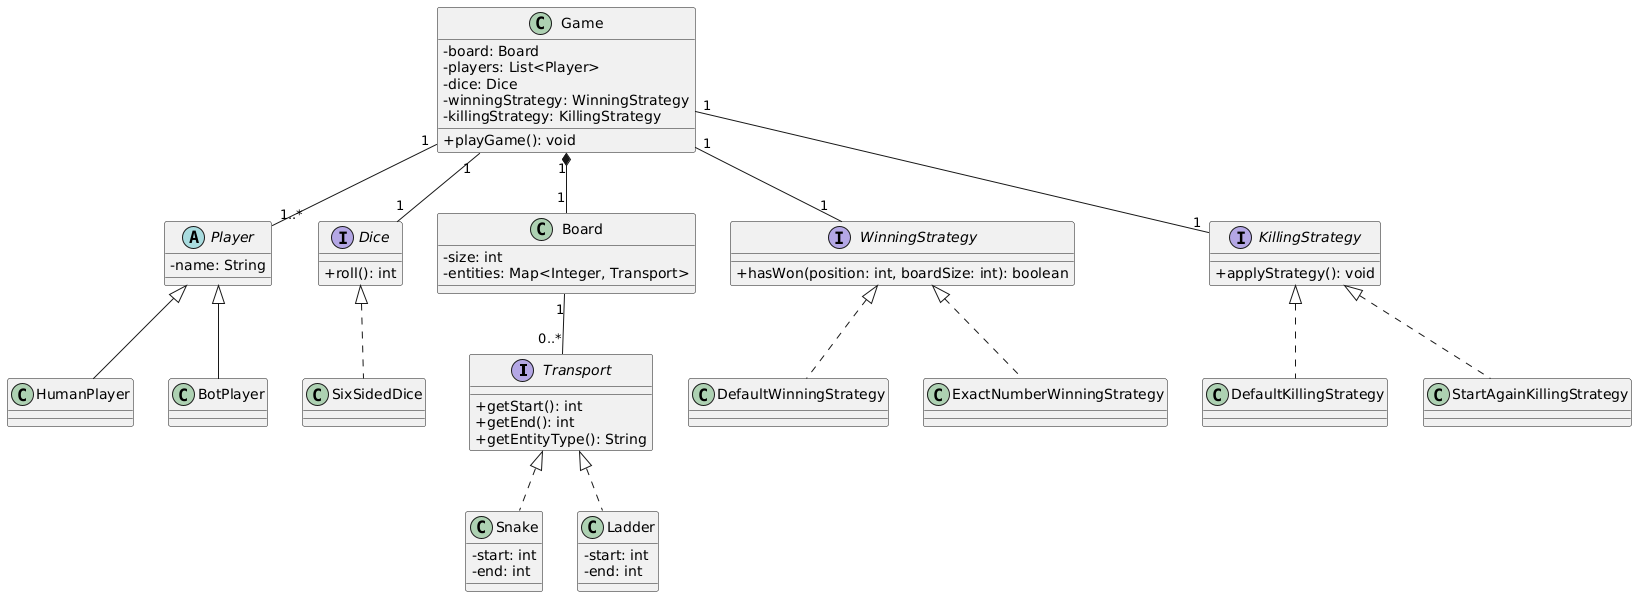 C Game
-board: Board
-players: List<Player>
-dice: Dice
-winningStrategy: WinningStrategy
-killingStrategy: KillingStrategy
+playGame(): void
1
1
1
1
1
1..*
1
1
1
1
A Player
-name: String
I Dice
+roll(): int
C Board
-size: int
-entities: Map<Integer, Transport>
I WinningStrategy
+hasWon(position: int, boardSize: int): boolean
I KillingStrategy
+applyStrategy(): void
1
0..*
C HumanPlayer
C BotPlayer
C SixSidedDice
I Transport
+getStart(): int
+getEnd(): int
+getEntityType(): String
C DefaultWinningStrategy
C ExactNumberWinningStrategy
C DefaultKillingStrategy
C StartAgainKillingStrategy
C Snake
-start: int
-end: int
C Ladder
-start: int
-end: int